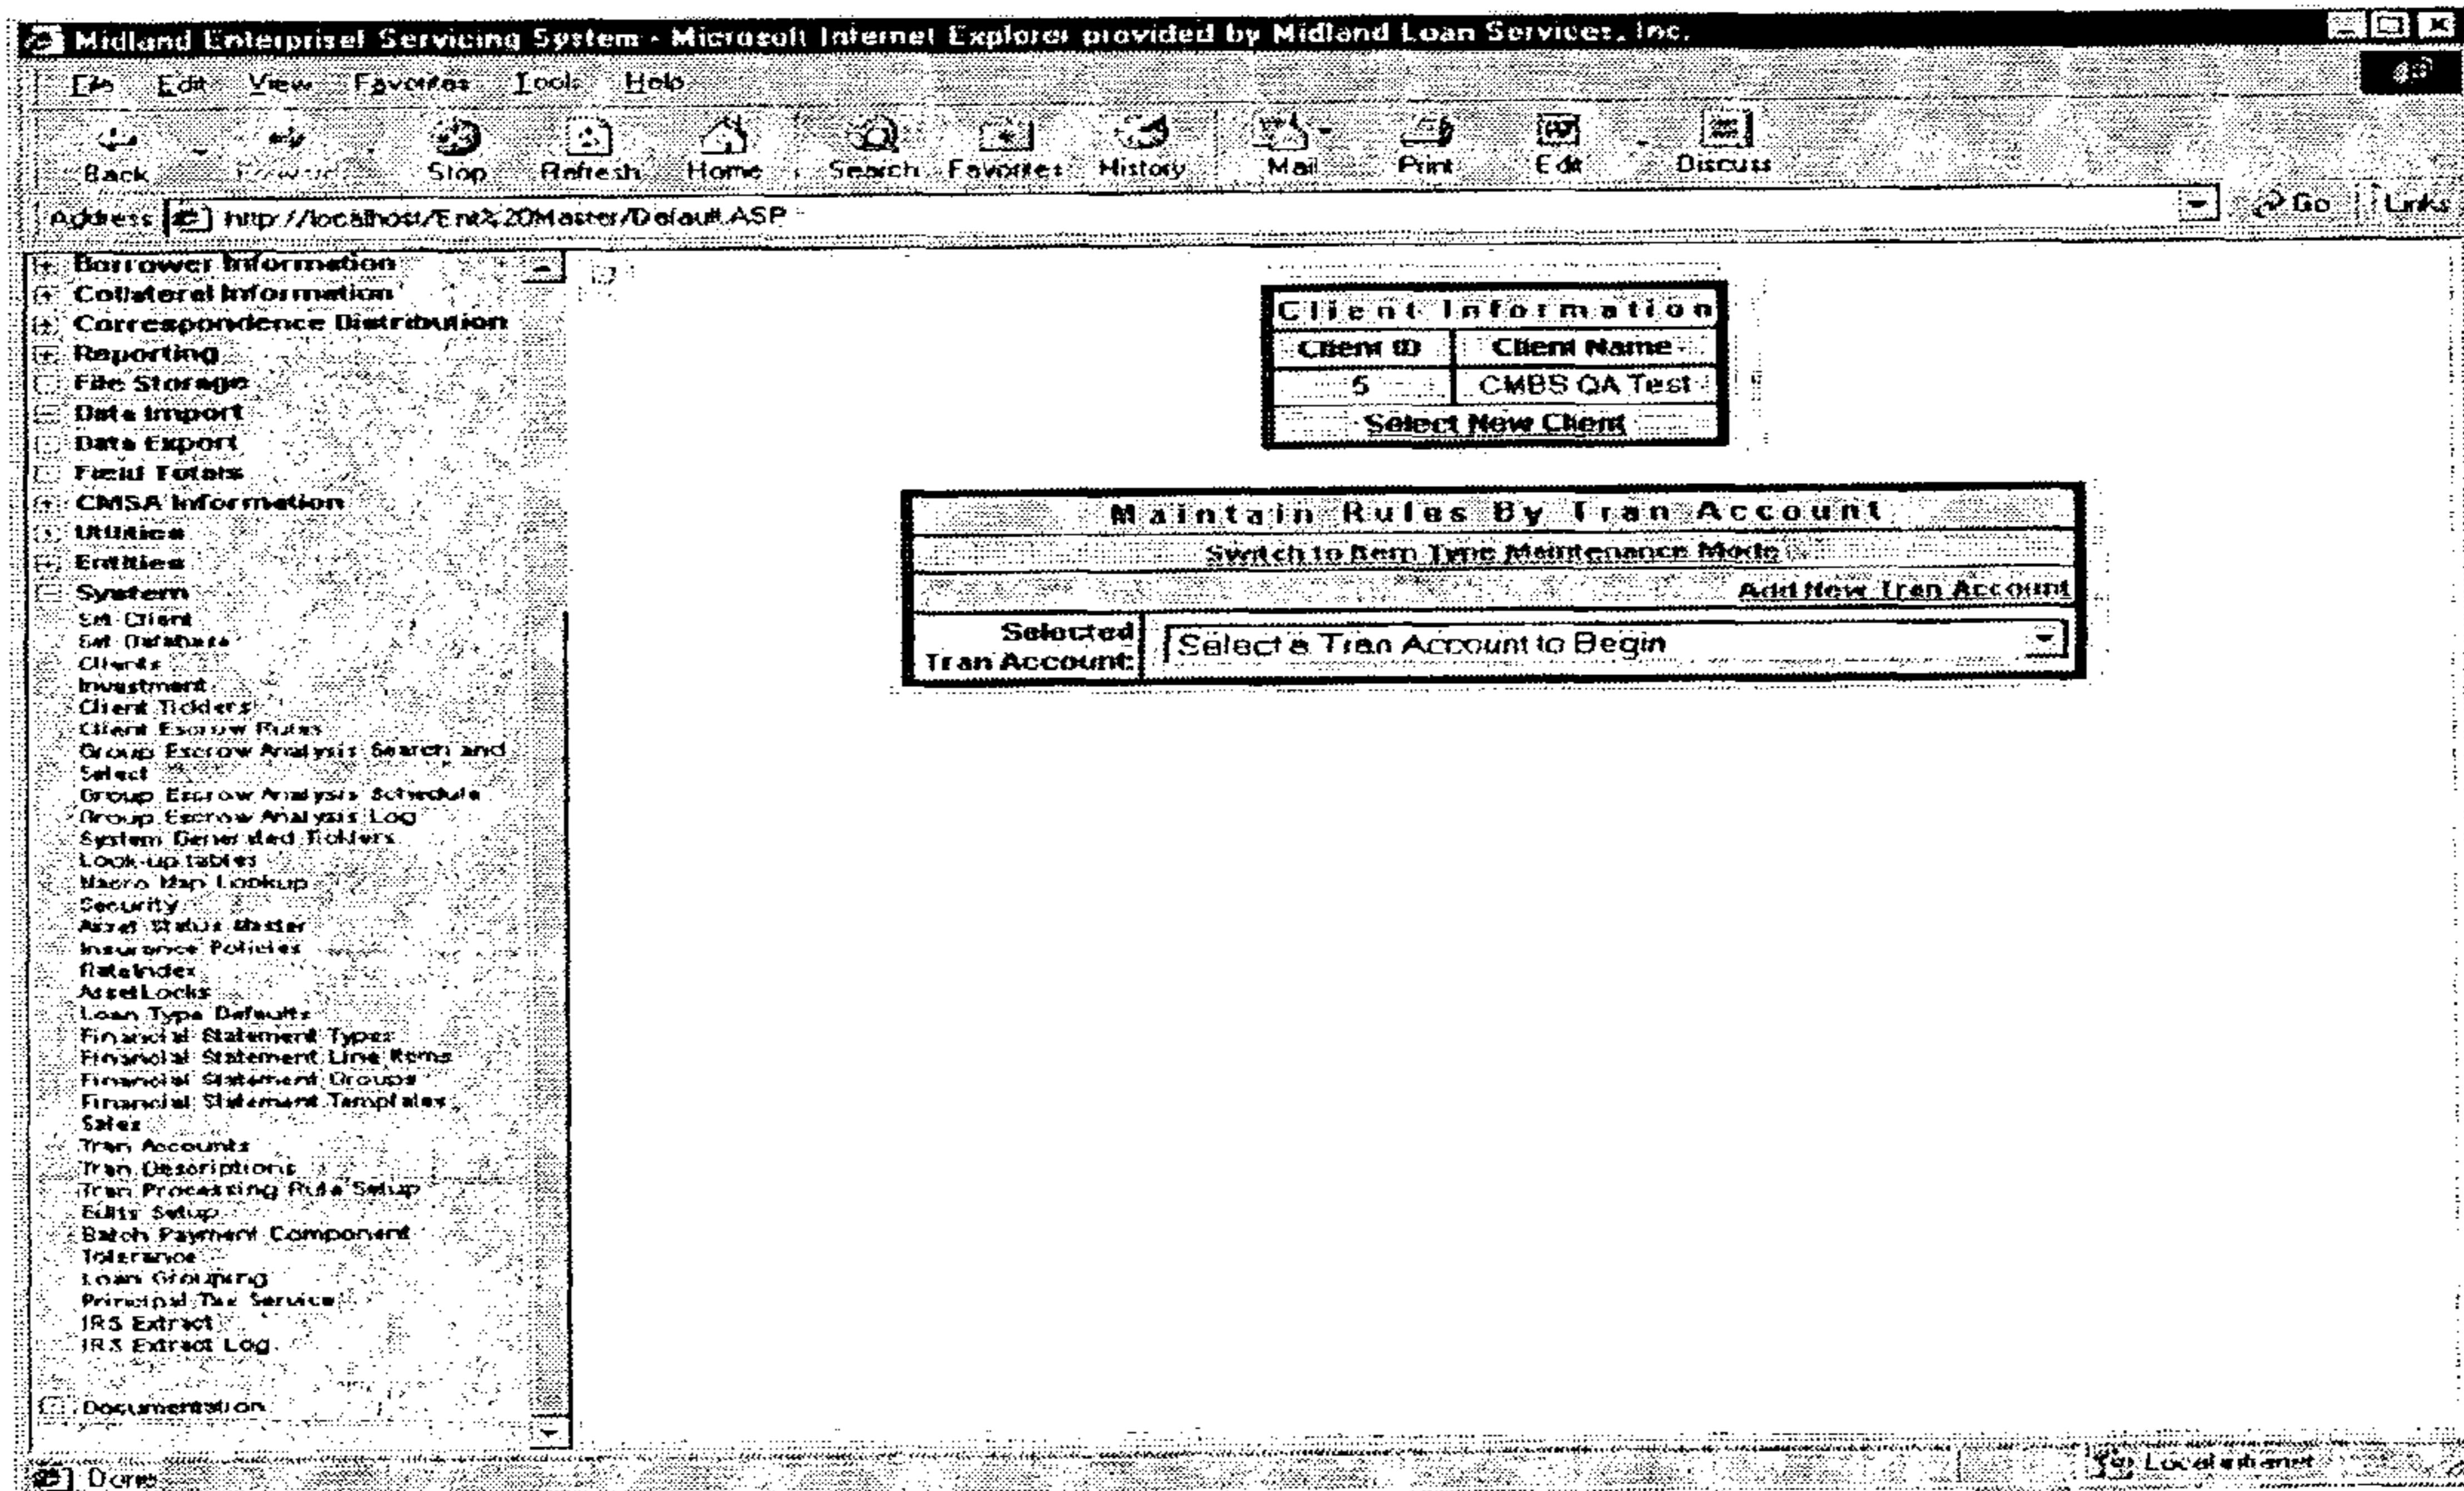 Midland Enterprisel Servicing System - Microsoft Internet Explorer provided by Midland Loan Services, Inc.
File Edit View Favorites Tools Help
Back Forward Stop Refresh Home Search Favorites History Mail Print Edit Discuss
Address http://localhost/Ent%20Master/Default.ASP Go Links
Borrower Information
Collateral Information
Correspondence Distribution
Reporting
File Storage
Data Import
Data Export
Field Totals
CMSA Information
Utilities
Entities
System
Set Client
Set Database
Clients
Investment
Client Ticklers
Client Escrow Rules
Group Escrow Analysis Search and
Select
Group Escrow Analysis Schedule
Group Escrow Analysis Log
System Generated Ticklers
Look-up tables
Macro Map Lookup
Security
Asset Status Master
Insurance Policies
RateIndex
AssetLocks
Loan Type Defaults
Financial Statement Types
Financial Statement Line Items
Financial Statement Groups
Financial Statement Templates
Sales
Tran Accounts
Tran Descriptions
Tran Processing Rule Setup
Edits Setup
Batch Payment Component
Tolerance
Loan Grouping
Principal Tax Service
IRS Extract
IRS Extract Log
Documentation
Client Information
Client ID Client Name
5 CMBS QA Test
Select New Client
Maintain Rules By Tran Account
Switch to Item Type Maintenance Mode
Add New Tran Account
Selected
Tran Account:
Select a Tran Account to Begin
Done
Local intranet